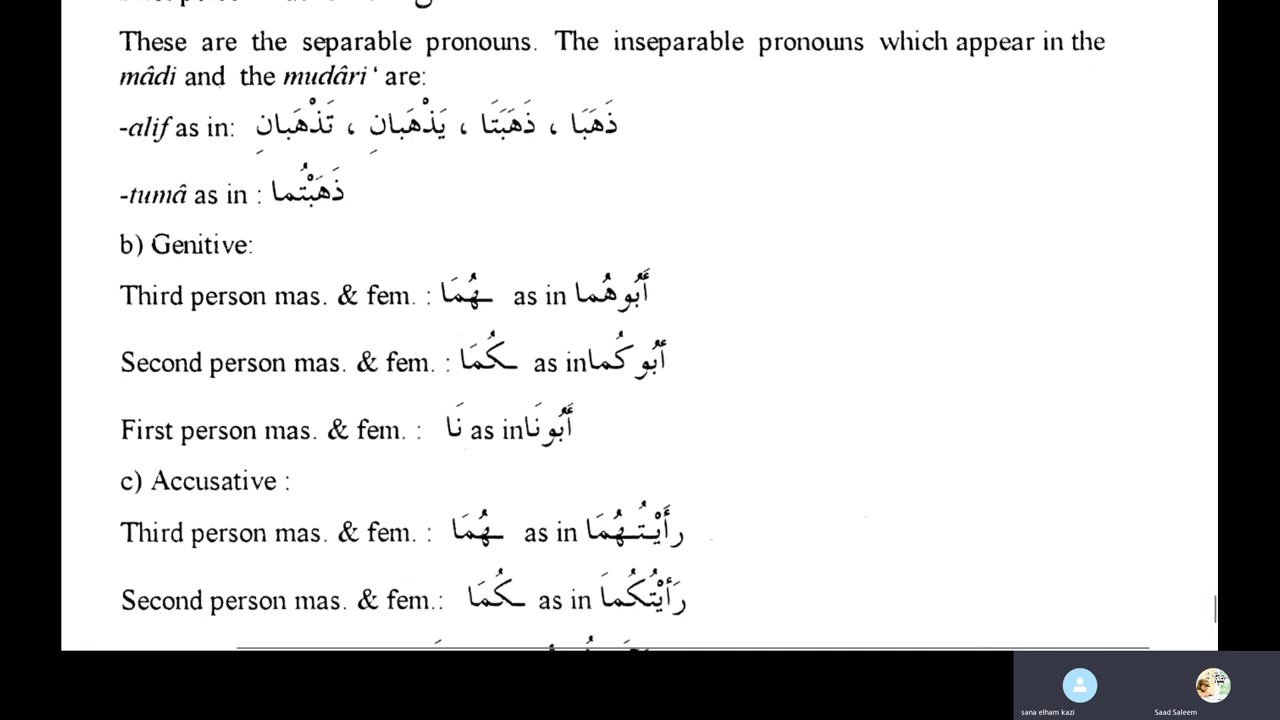 These are the separable pronouns. The inseparable pronouns which appear in the
mâdi and the mudâri ‘ are:
-alif as in: ذَهَبَا ، ذَهَبَتَا ، يَذْهَبانِ ، تَذْهَبانِ
-tumâ as in : ذَهَبْتُما
b) Genitive:
Third person mas. & fem. : ـهُمَا as in أَبُوهُما
Second person mas. & fem. : ـكُمَا as in أَبُوكُما
First person mas. & fem. : نَا as in أَبُونَا
c) Accusative :
Third person mas. & fem. : ـهُمَا as in رأَيْـتُـهُمَا
Second person mas. & fem.: ـكُمَا as in رَأَيْتُكُمَا
sana elham kazi
Saad Saleem